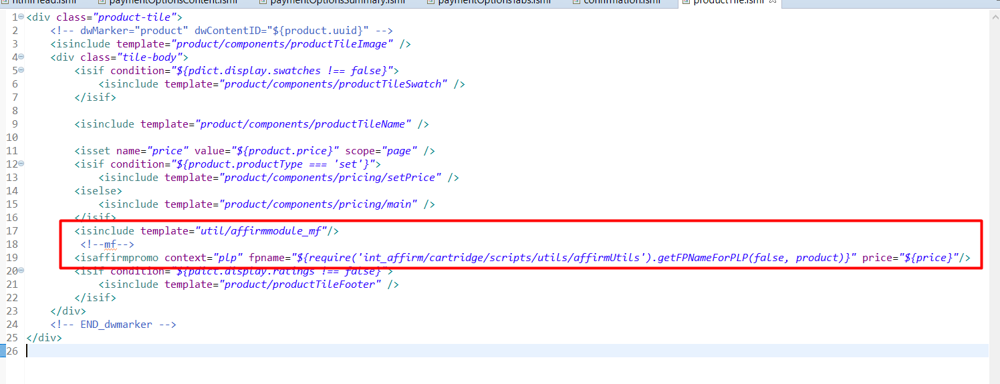 htmlHead.isml paymentOptionsContent.isml paymentOptionsSummary.isml paymentOptionsTabs.isml confirmation.isml productTile.isml
1 <div class="product-tile">
2 <!-- dwMarker="product" dwContentID="${product.uuid}" -->
3 <isinclude template="product/components/productTileImage" />
4 <div class="tile-body">
5 <isif condition="${pdict.display.swatches !== false}">
6 <isinclude template="product/components/productTileSwatch" />
7 </isif>
8
9 <isinclude template="product/components/productTileName" />
10
11 <isset name="price" value="${product.price}" scope="page" />
12 <isif condition="${product.productType === 'set'}">
13 <isinclude template="product/components/pricing/setPrice" />
14 <iselse>
15 <isinclude template="product/components/pricing/main" />
16 </isif>
17 <isinclude template="util/affirmmodule_mf"/>
18 <!--mf-->
19 <isaffirmpromo context="plp" fpname="${require('int_affirm/cartridge/scripts/utils/affirmUtils').getFPNameForPLP(false, product)}" price="${price}"/>
20 <isif condition="${pdict.display.ratings !== false}">
21 <isinclude template="product/productTileFooter" />
22 </isif>
23 </div>
24 <!-- END_dwmarker -->
25 </div>
26